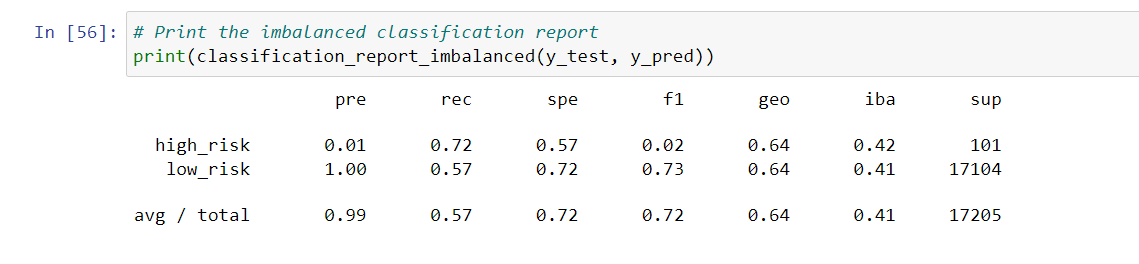 In [56]: # Print the imbalanced classification report
print(classification_report_imbalanced(y_test, y_pred))
pre rec spe f1 geo iba sup
high_risk 0.01 0.72 0.57 0.02 0.64 0.42 101
low_risk 1.00 0.57 0.72 0.73 0.64 0.41 17104
avg / total 0.99 0.57 0.72 0.72 0.64 0.41 17205